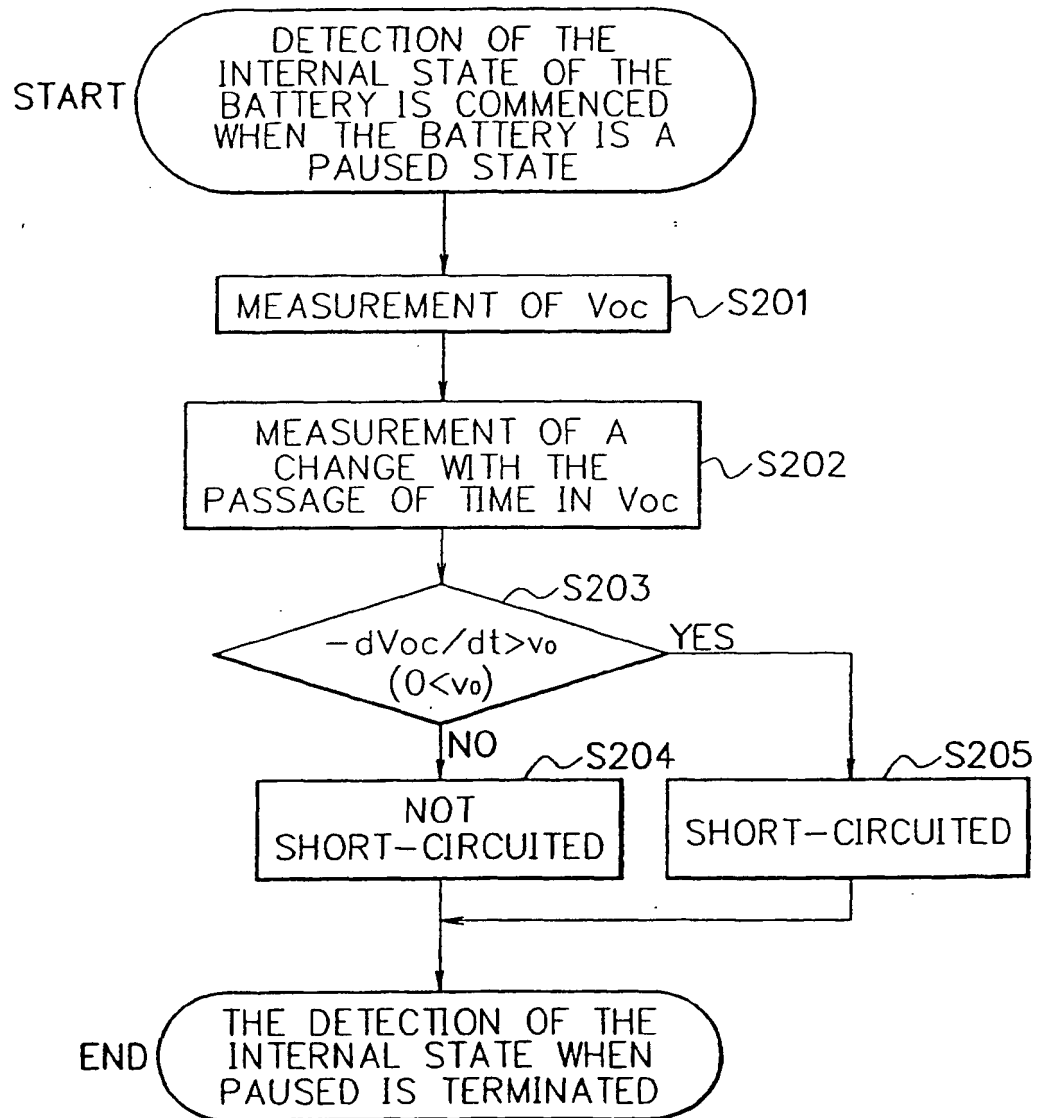 START
DETECTION OF THE
INTERNAL STATE OF THE
BATTERY IS COMMENCED
WHEN THE BATTERY IS A
PAUSED STATE
MEASUREMENT OF Voc
S201
MEASUREMENT OF A
CHANGE WITH THE
PASSAGE OF TIME IN Voc
S202
S203
-dVoc/dt>v₀
(0<v₀)
YES
NO
S204
NOT
SHORT-CIRCUITED
S205
SHORT-CIRCUITED
END
THE DETECTION OF THE
INTERNAL STATE WHEN
PAUSED IS TERMINATED